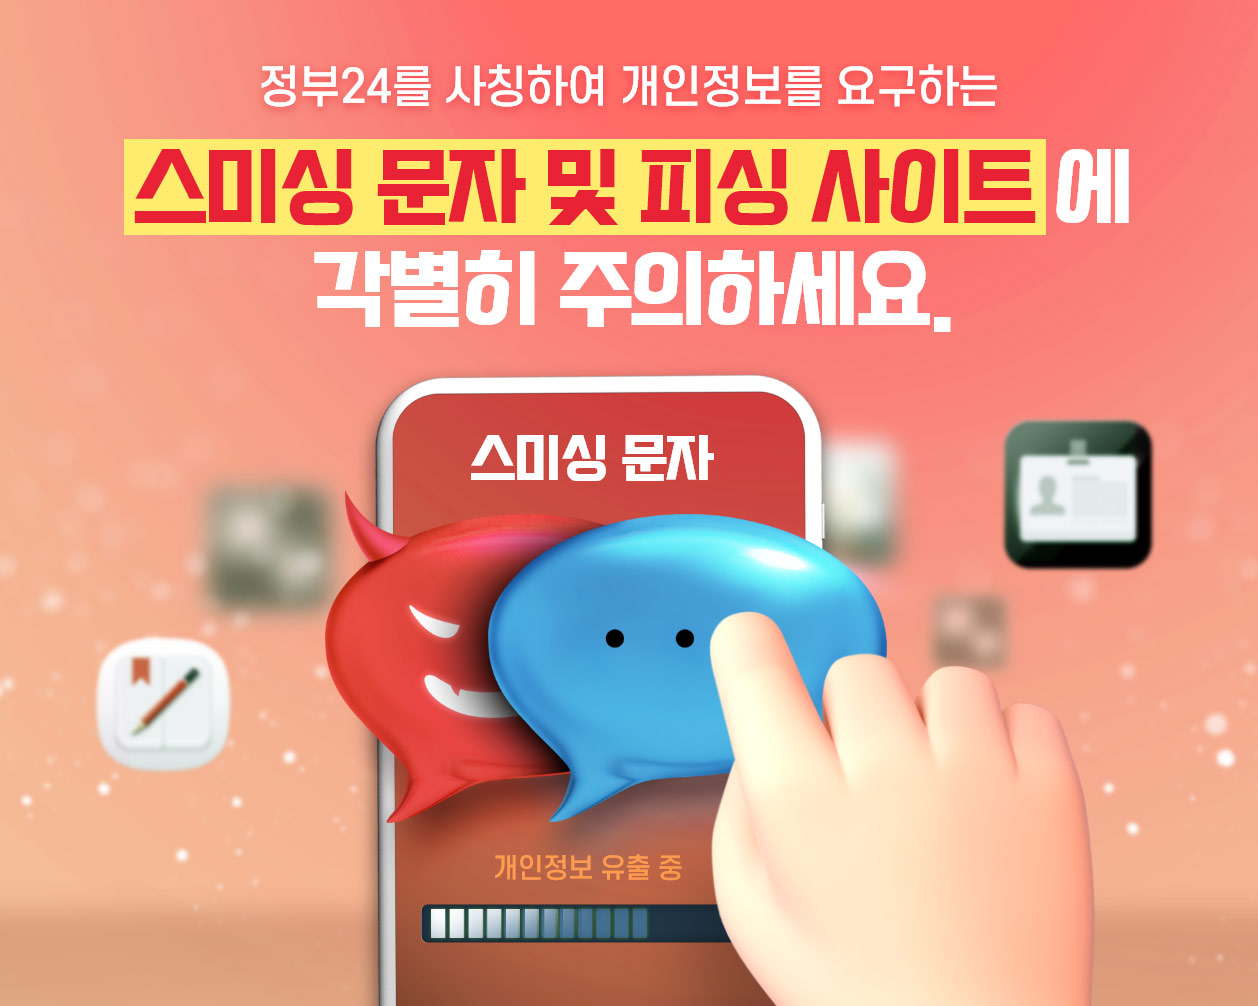 정부24를 사칭하여 개인정보를 요구하는
스미싱 문자 및 피싱 사이트에
각별히 주의하세요.
스미싱 문자
개인정보 유출 중